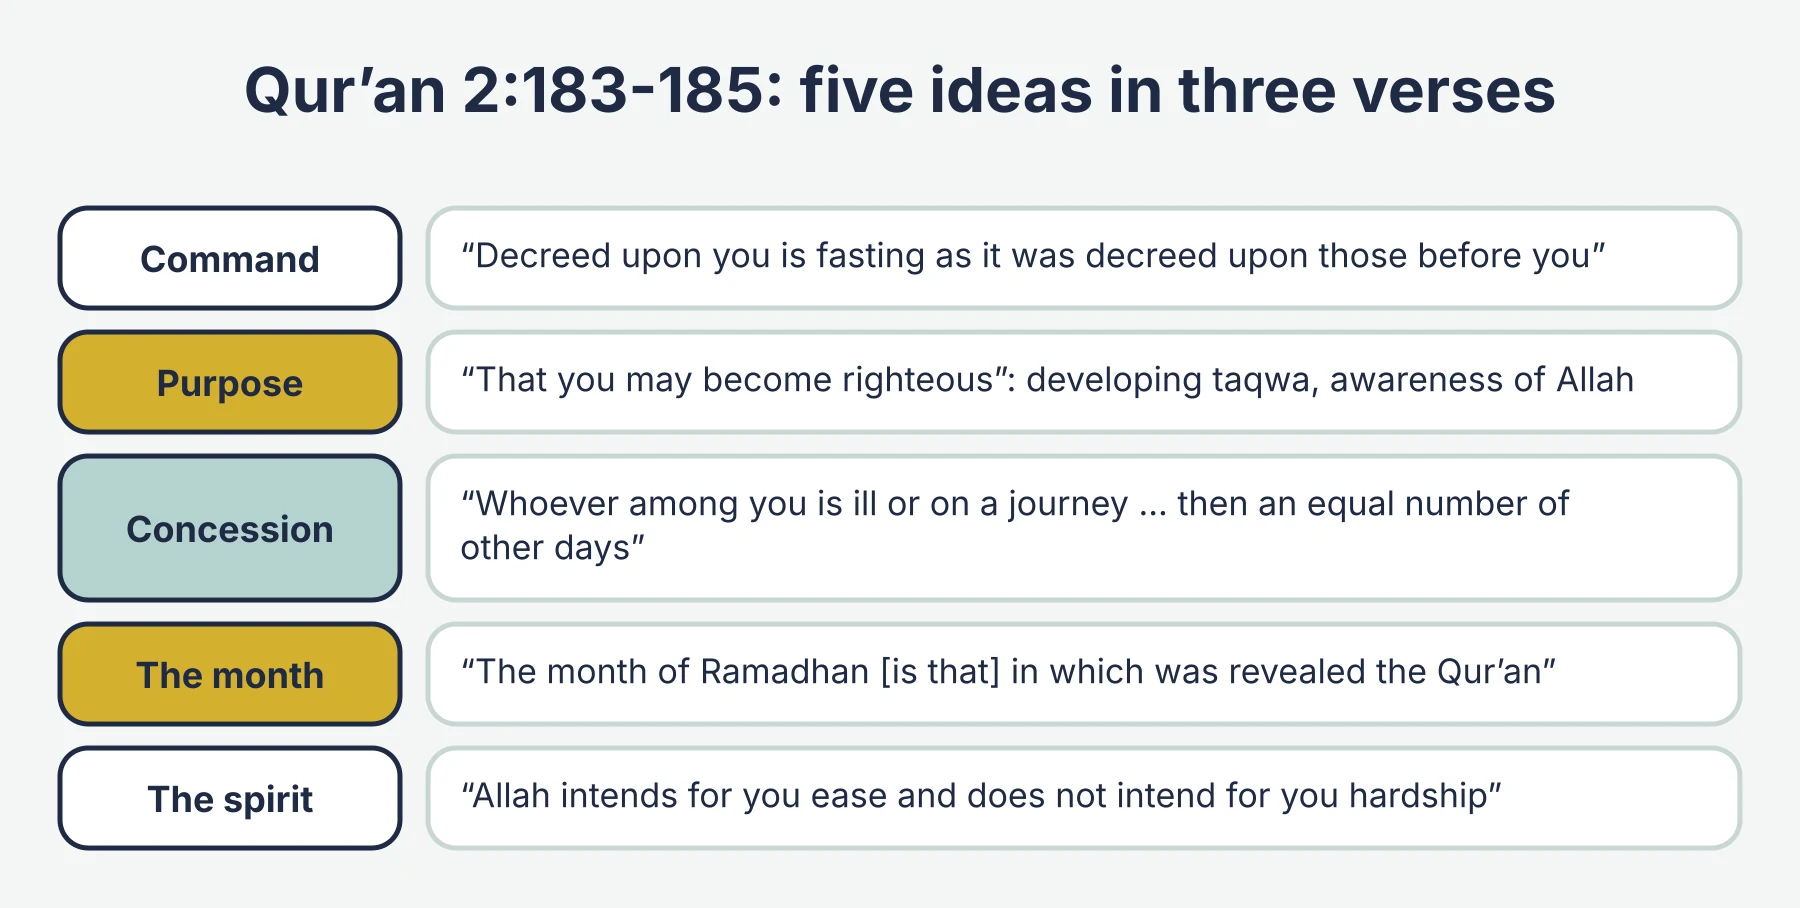 Qur’an 2:183-185: five ideas in three verses
Command
“Decreed upon you is fasting as it was decreed upon those before you”
Purpose
“That you may become righteous”: developing taqwa, awareness of Allah
Concession
“Whoever among you is ill or on a journey ... then an equal number of
other days”
The month
“The month of Ramadhan [is that] in which was revealed the Qur’an”
The spirit
“Allah intends for you ease and does not intend for you hardship”